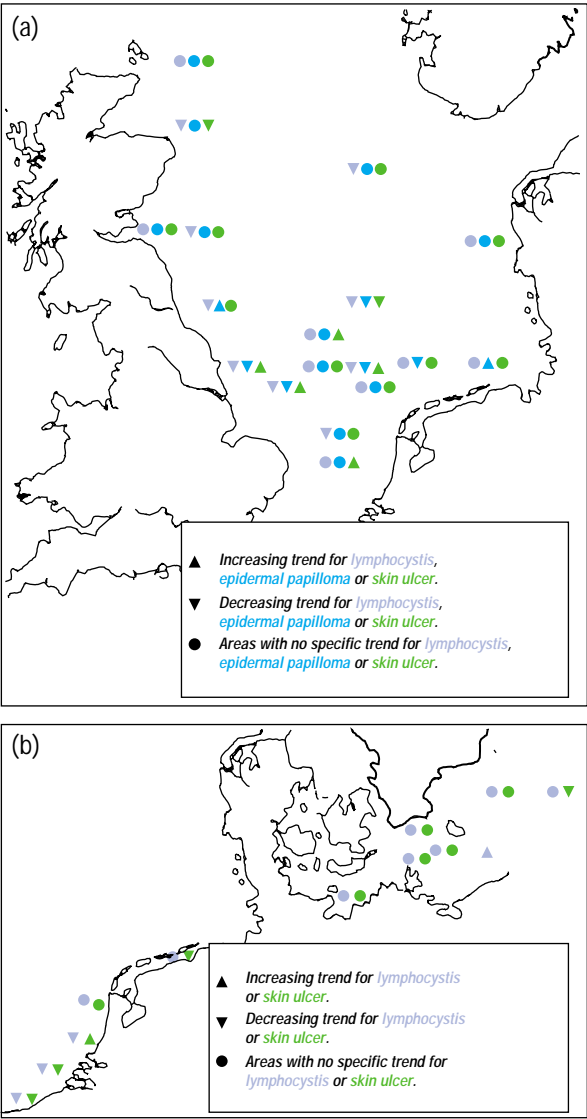 (a)
Increasing trend for lymphocystis,
epidermal papilloma or skin ulcer.
Decreasing trend for lymphocystis,
epidermal papilloma or skin ulcer.
Areas with no specific trend for lymphocystis,
epidermal papilloma or skin ulcer.
(b)
Increasing trend for lymphocystis
or skin ulcer.
Decreasing trend for lymphocystis
or skin ulcer.
Areas with no specific trend for
lymphocystis or skin ulcer.